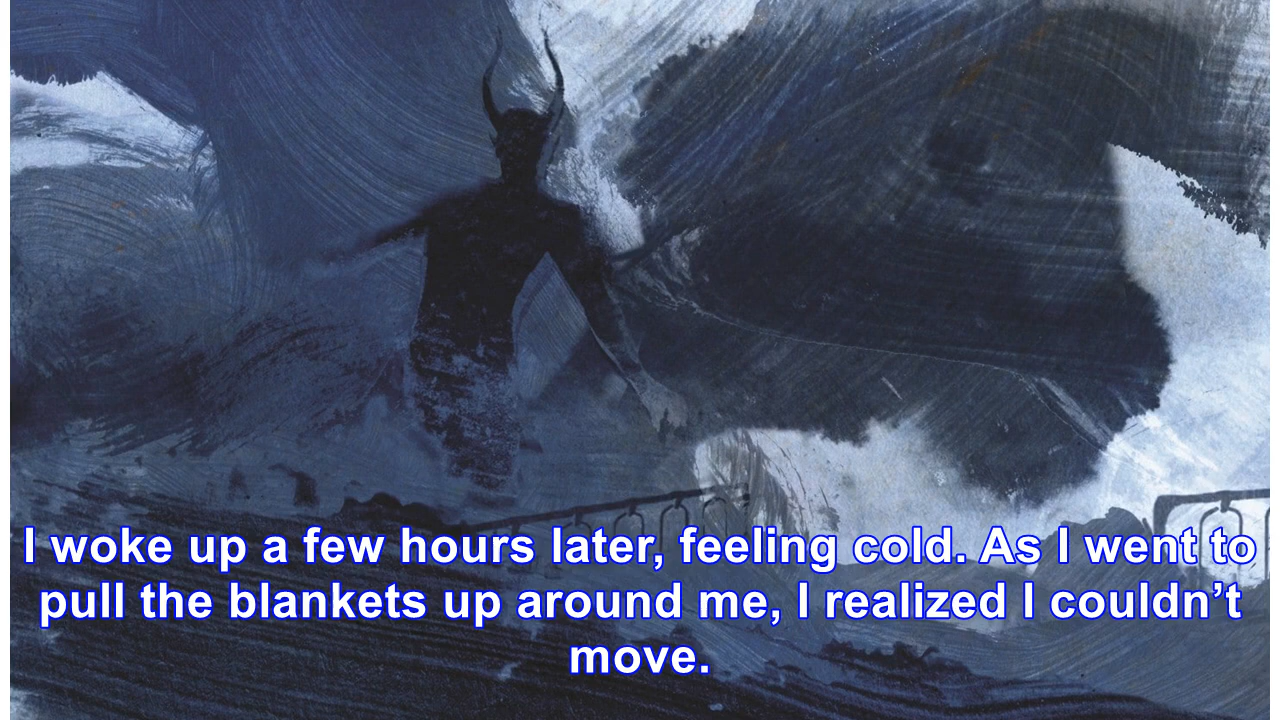 I woke up a few hours later, feeling cold. As I went to
pull the blankets up around me, I realized I couldn’t
move.